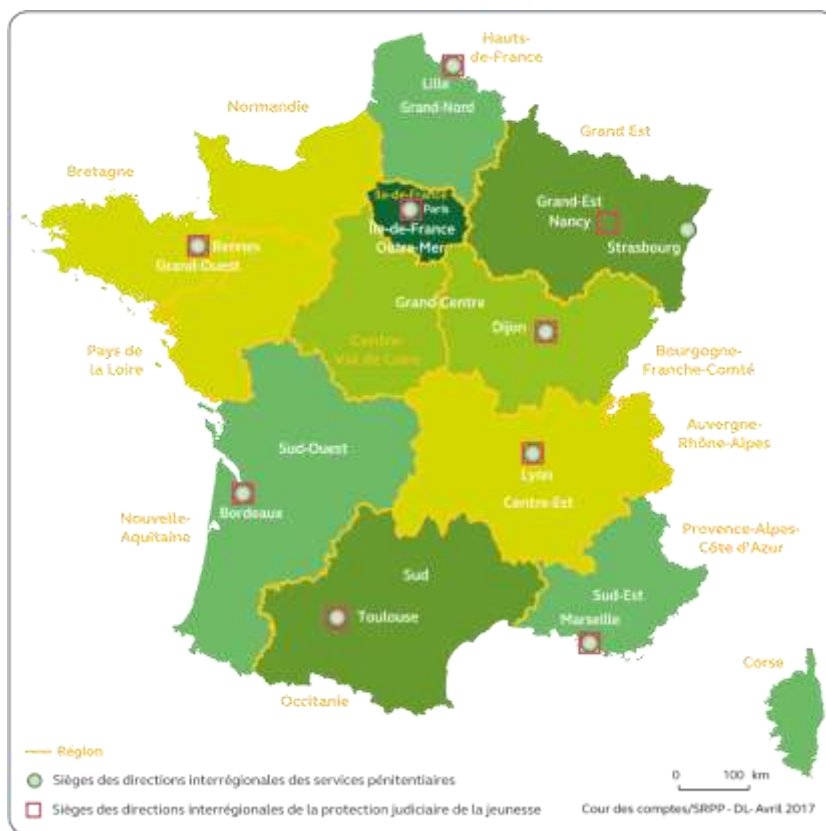 Hauts-
de-France
Lille
Grand-Nord
Normandie
Grand Est
Bretagne
Île-de-France
Paris
Île-de-France
Outre-Mer
Grand-Est
Nancy
Strasbourg
Rennes
Grand-Ouest
Grand Centre
Dijon
Centre-
Val de Loire
Pays de
la Loire
Bourgogne-
Franche-Comté
Auvergne-
Rhône-Alpes
Sud-Ouest
Lyon
Centre-Est
Bordeaux
Nouvelle-
Aquitaine
Provence-Alpes-
Côte d'Azur
Sud
Sud-Est
Toulouse
Marseille
Corse
Occitanie
Région
Sièges des directions interrégionales des services pénitentiaires
0 100 km
Sièges des directions interrégionales de la protection judiciaire de la jeunesse
Cour des comptes/SRPP - DL- Avril 2017